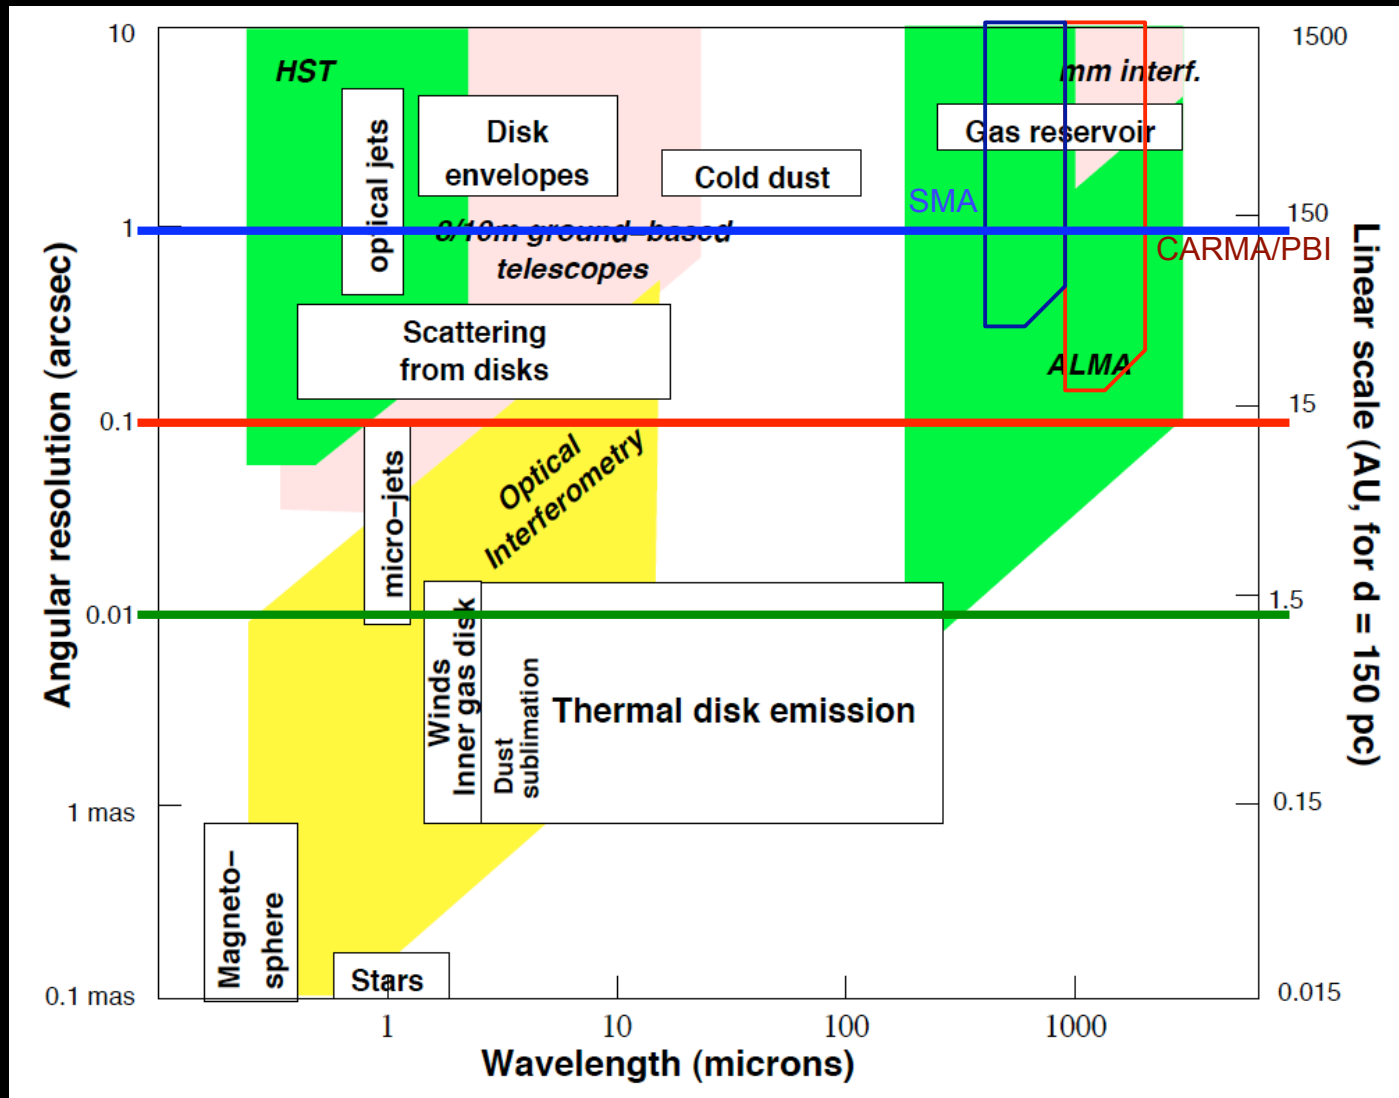 10
1500
HST
mm interf.
optical jets
Disk
envelopes
Gas reservoir
Cold dust
SMA
1
150
8/10m ground-based
telescopes
CARMA/PBI
Scattering
from disks
ALMA
0.1
15
micro-jets
Optical
Interferometry
0.01
1.5
Winds
Inner gas disk
Dust
sublimation
Thermal disk emission
1 mas
0.15
Magneto-
sphere
Stars
0.1 mas
0.015
1
10
100
1000
Wavelength (microns)
Angular resolution (arcsec)
Linear scale (AU, for d = 150 pc)